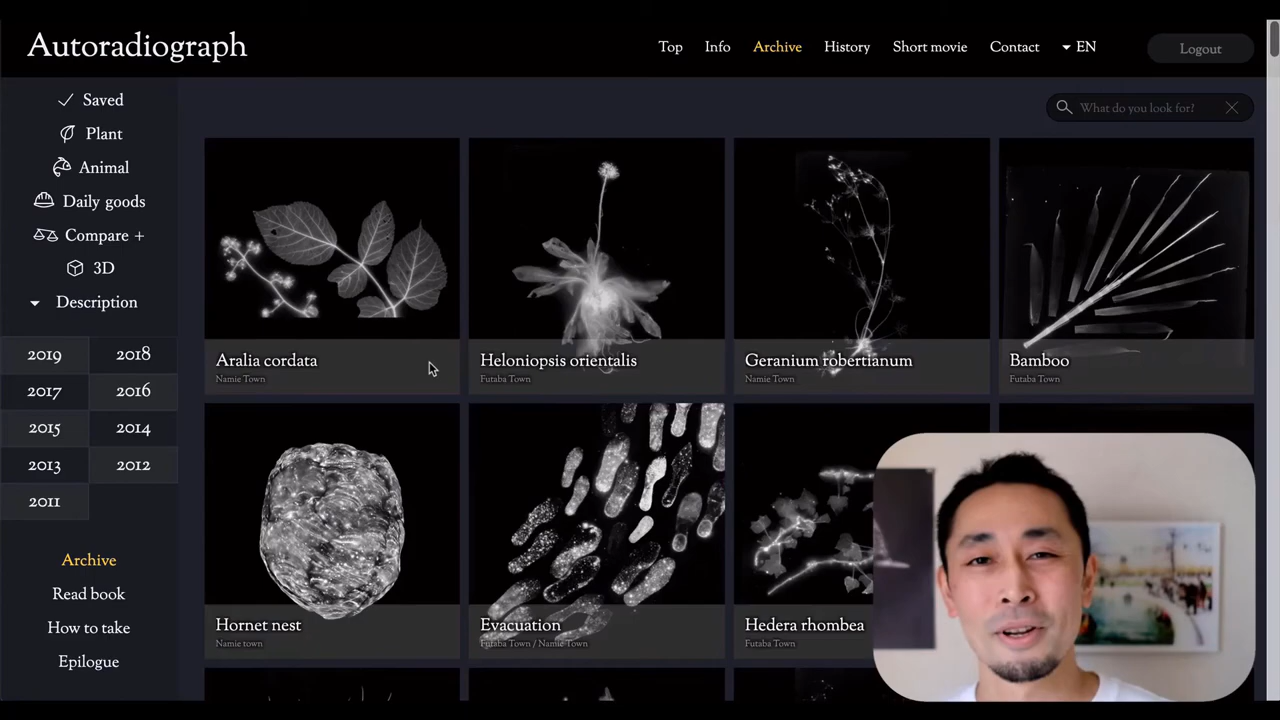 Autoradiograph
Top Info Archive History Short movie Contact EN Logout
What do you look for?
Saved
Plant
Animal
Daily goods
Compare +
3D
Description
2019 2018
2017 2016
2015 2014
2013 2012
2011
Archive
Read book
How to take
Epilogue
Aralia cordata
Namie Town
Heloniopsis orientalis
Futaba Town
Geranium robertianum
Namie Town
Bamboo
Futaba Town
Hornet nest
Namie town
Evacuation
Futaba Town / Namie Town
Hedera rhombea
Futaba Town